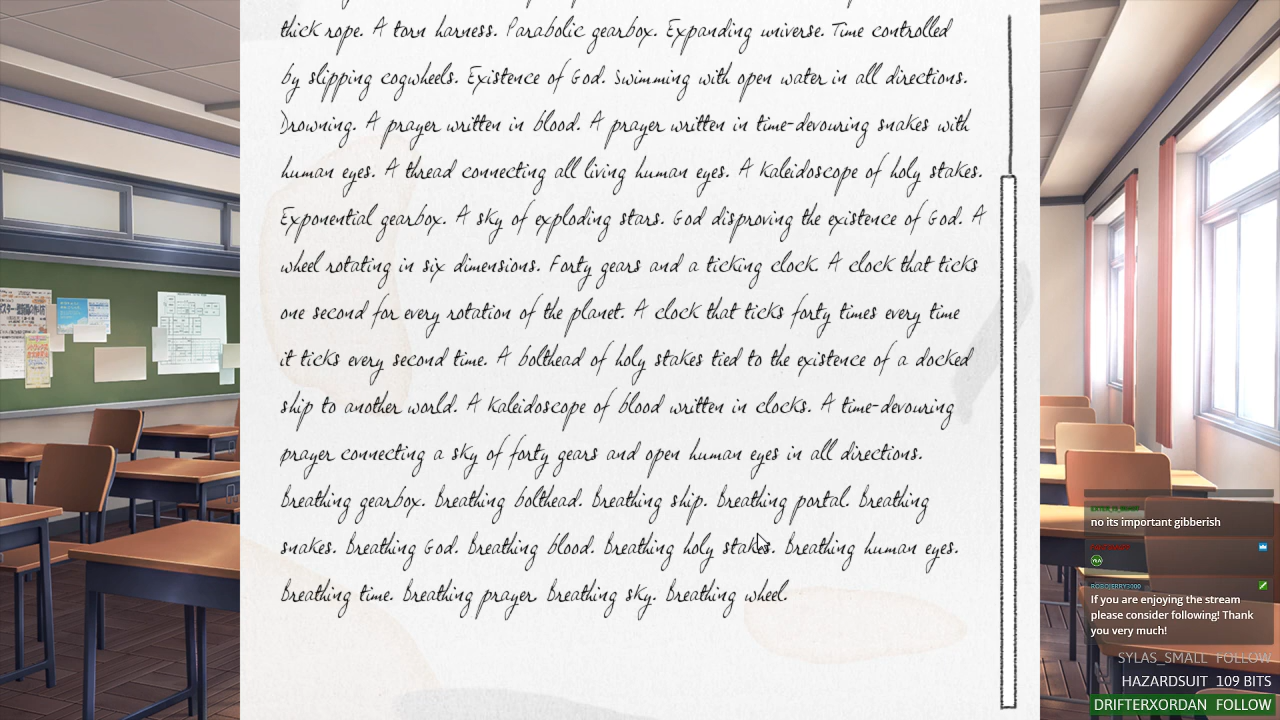 thick rope. A torn harness. Parabolic gearbox. Expanding universe. Time controlled
by slipping cogwheels. Existence of God. Swimming with open water in all directions.
Drowning. A prayer written in blood. A prayer written in time-devouring snakes with
human eyes. A thread connecting all living human eyes. A kaleidoscope of holy stakes.
Exponential gearbox. A sky of exploding stars. God disproving the existence of God. A
wheel rotating in six dimensions. Forty gears and a ticking clock. A clock that ticks
one second for every rotation of the planet. A clock that ticks forty times every time
it ticks every second time. A bolthead of holy stakes tied to the existence of a docked
ship to another world. A kaleidoscope of blood written in clocks. A time-devouring
prayer connecting a sky of forty gears and open human eyes in all directions.
Breathing gearbox. Breathing bolthead. Breathing ship. Breathing portal. Breathing
snakes. Breathing God. Breathing blood. Breathing holy stakes. Breathing human eyes.
Breathing time. Breathing prayer. Breathing sky. Breathing wheel.
no its important gibberish
If you are enjoying the stream
please consider following! Thank
you very much!
SYLAS_SMALL FOLLOW
HAZARDSUIT 109 BITS
DRIFTERXORDAN FOLLOW